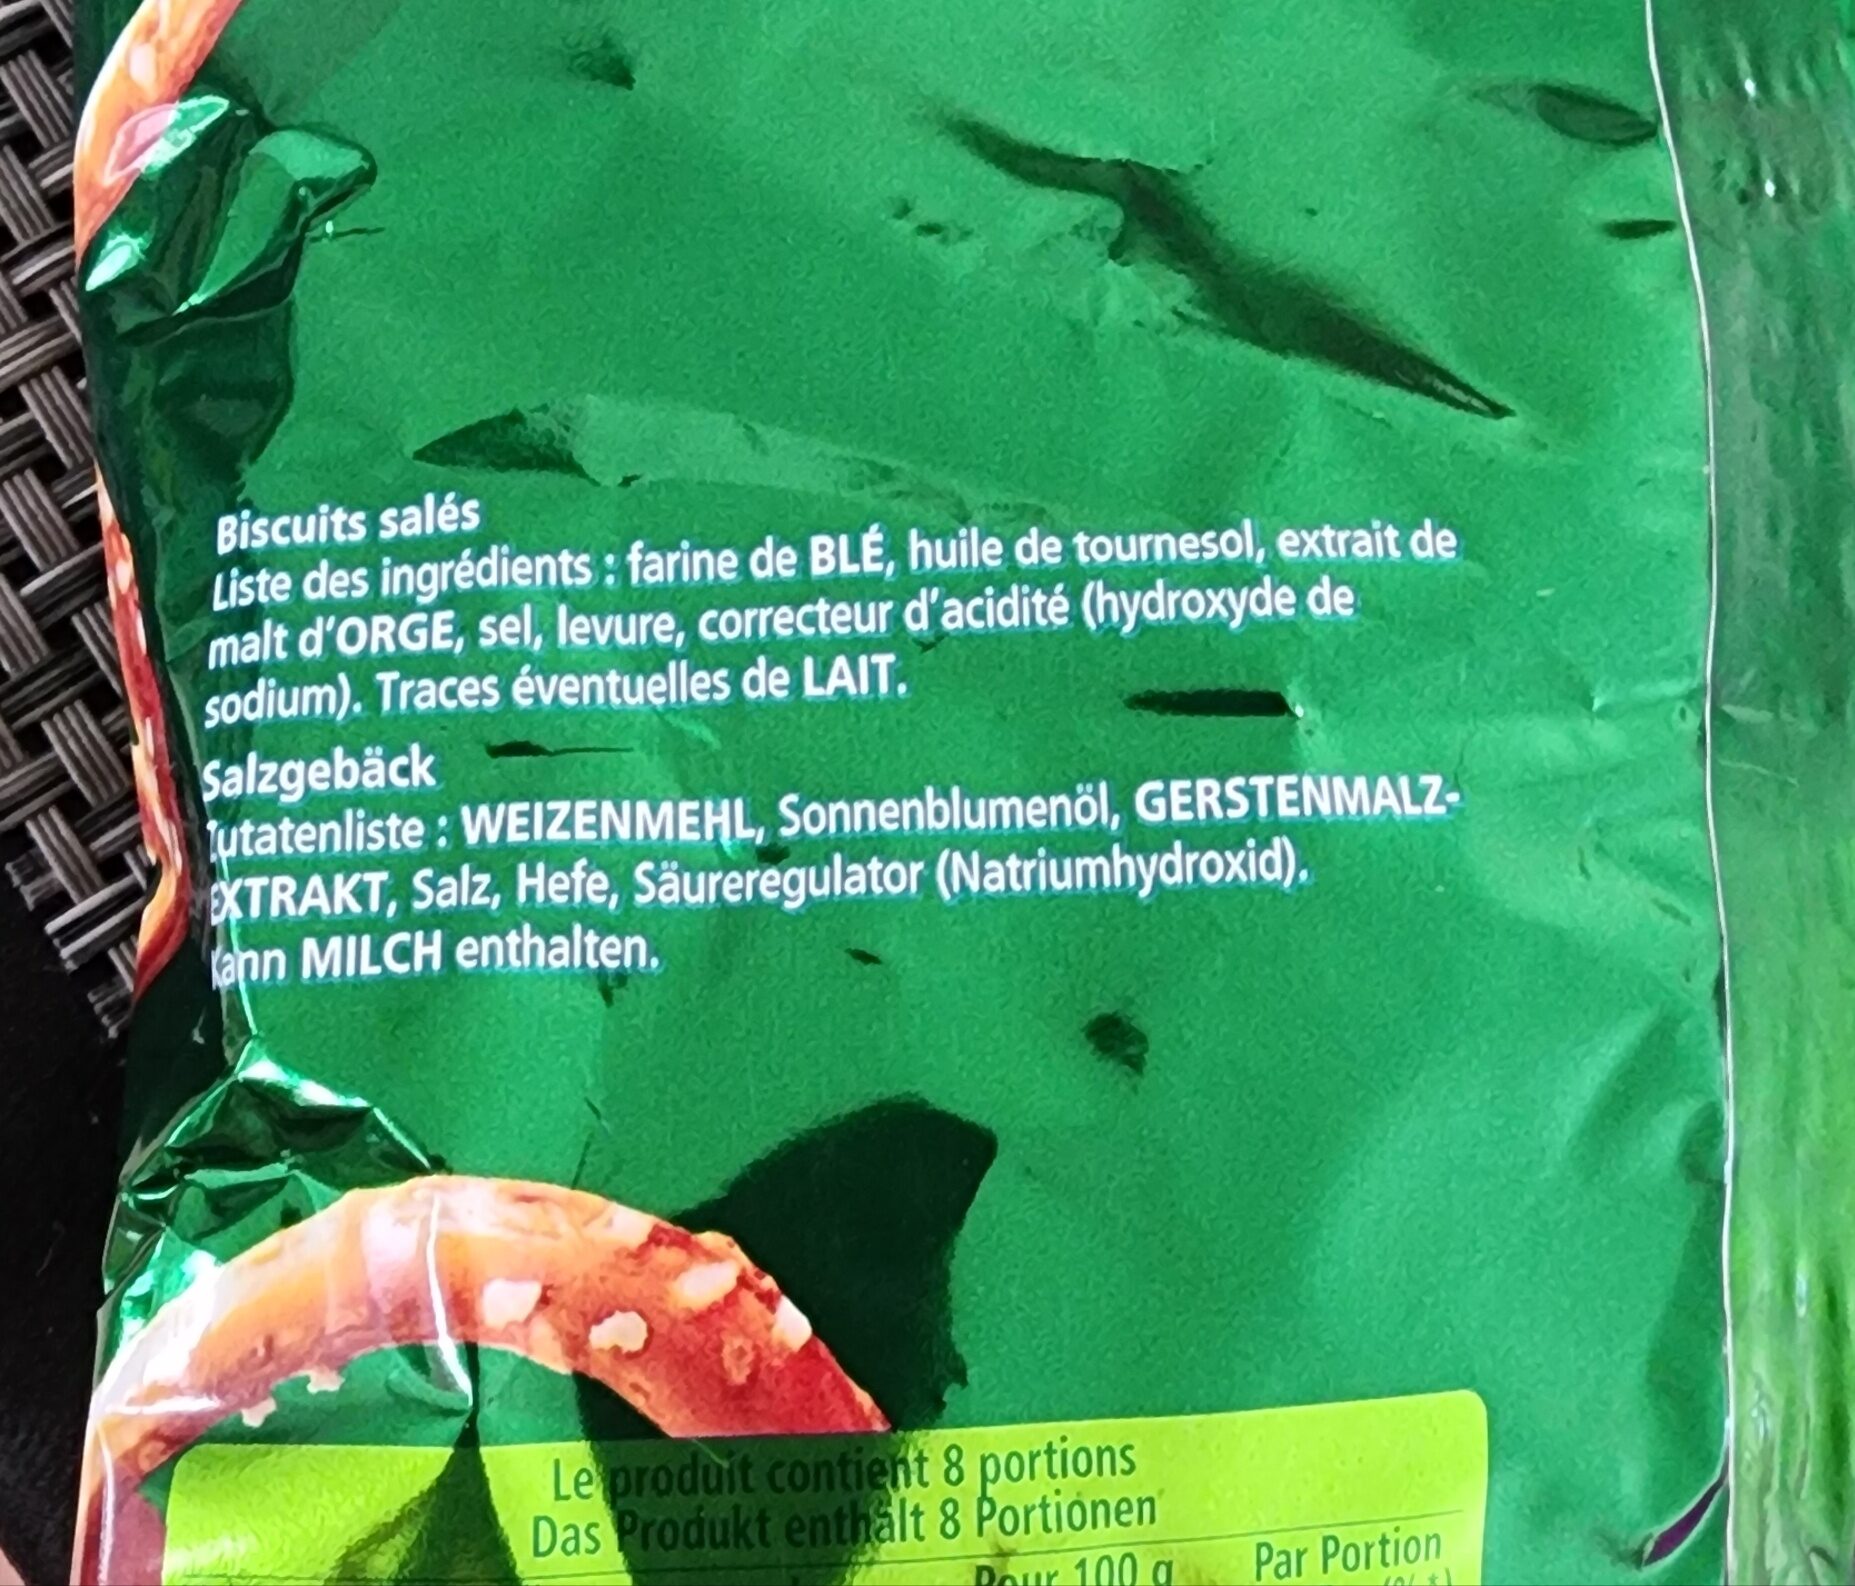 Biscuits salés
Liste des ingrédients : farine de BLÉ, huile de tournesol, extrait de
malt d'ORGE, sel, levure, correcteur d'acidité (hydroxyde de
sodium). Traces éventuelles de LAIT.
Salzgebäck
Zutatenliste : WEIZENMEHL, Sonnenblumenöl, GERSTENMALZ-
EXTRAKT, Salz, Hefe, Säureregulator (Natriumhydroxid).
Kann MILCH enthalten.
Le produit contient 8 portions
Das Produkt enthält 8 Portionen
Pour 100 g Par Portion